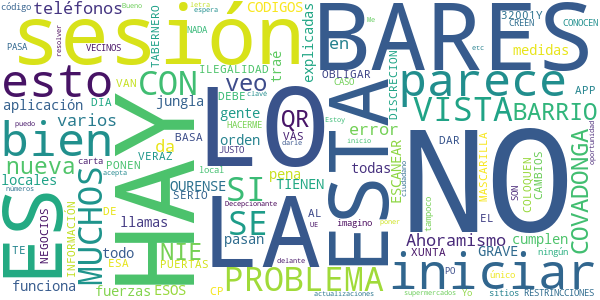 código
Bueno
letra
espera
teléfonos
sesión
BARES
CODIGOS
TABERNERO
resolver
NADA
Me
etc
32001Y
CREEN
CONOCEN
PASA
VECINOS
ILEGALIDAD
explicadas
en
OBLIGAR
medidas
esto
CON
veo
traé
CASO
parece
APP
aplicación
DIA
jungla
DEBE
clave
LO
QR
ESTA
DISCRECION
VISTA
BARRIO
NO
bien
varios
HAY
gente
HACERME
VAS
Estoy
puedo
VAN
BASA
orden
JUSTO
darle
error
inicio
DAR
MASCARILLA
COLOQUEN
CAMBIOS
COVADONGA
oportunidad
nueva
carta
PONEN
da
VERAZ
local
pena
todas
ESCANEAR
ciudadano
SON
locales
números
acepta
OURENSE
SERIO
SI
TIENEN
imagino
tampoco
EL
ES
TE
NEGOCIOS
INFORMACIÓN
MUCHOS
DE
llamas
SE
LA
AL
UE
Decepcionante
poner
Ahoramismo
cumplen
ningún
todo
ESA
NIE
PUERTAS
pasan
delante
XUNTA
GRAVE
único
funciona
fuerzas
ESOS
CP
PROBLEMA
iniciar
PO
Yo
sitios
RESTRINCCIONES
actualizaciones
supermercados